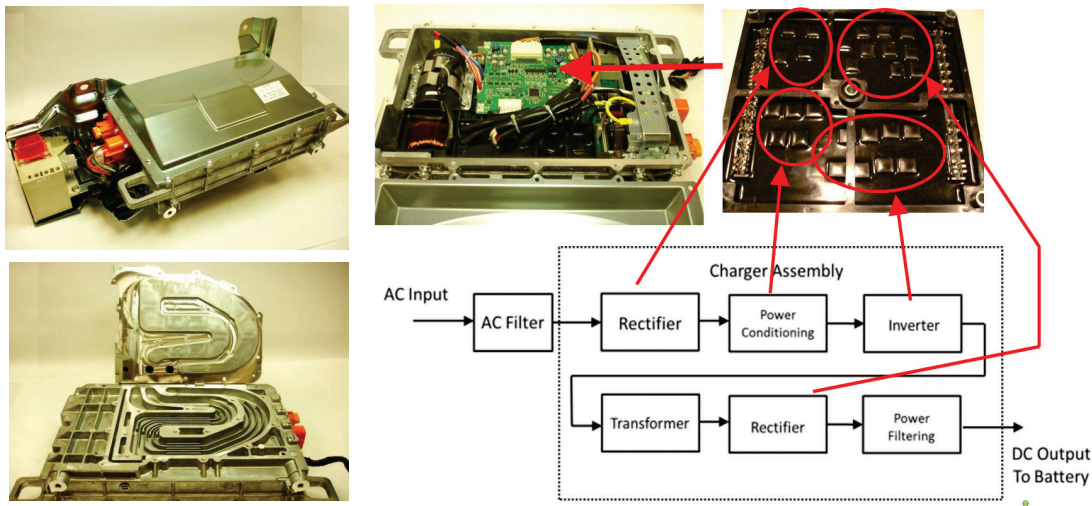 Charger Assembly
AC Input
AC Filter
Rectifier
Power
Conditioning
Inverter
Transformer
Rectifier
Power
Filtering
DC Output
To Battery